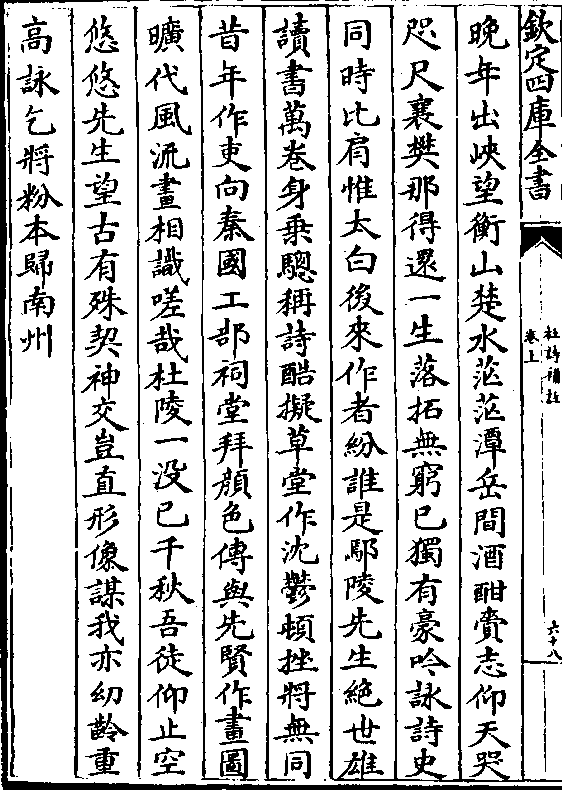 欽定四庫全書
杜詩補註
卷上
六十八
晚年出峽望衡山楚水茫茫潭岳間酒酣賷志仰天哭
咫尺襄樊那得還一生落拓無窮已獨有豪吟詠詩史
同時比肩惟太白後來作者紛誰是鄢陵先生絶世雄
讀書萬卷身乗驄稱詩酷擬草堂作沈鬱頓挫將無同
昔年作吏向秦國工部祠堂拜顔色傳與先賢作畫圖
曠代風流畫相識嗟哉杜陵一没已千秋吾徒仰止空
悠悠先生望古有殊契神交豈直形像謀我亦幼齡重
高詠乞將粉本歸南州